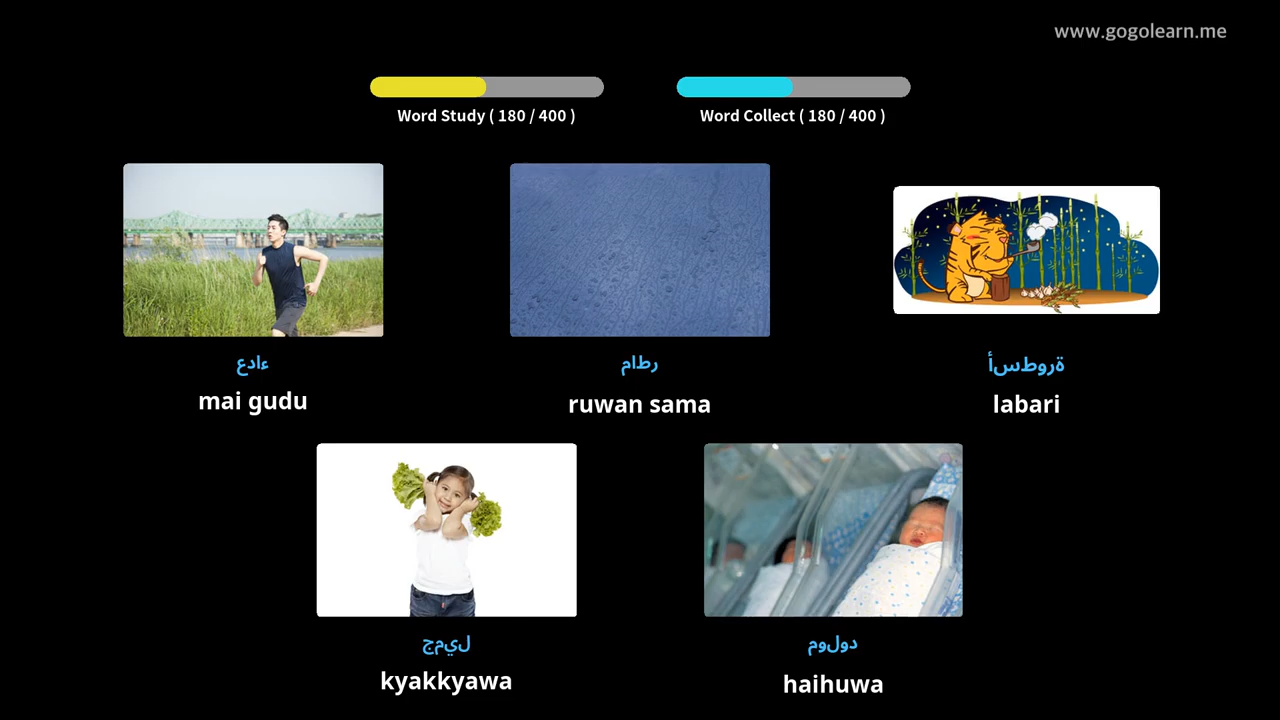 www.gogolearn.me
Word Study ( 180 / 400 )
Word Collect ( 180 / 400 )
عداء
mai gudu
ماطر
ruwan sama
أسطورة
labari
جميل
kyakkyawa
مولود
haihuwa